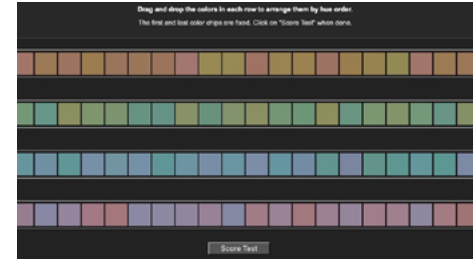 Drag and drop the colors in each row to arrange them by hue order.
The first and last color chips are fixed. Click on "Score Test" when done.
Score Test